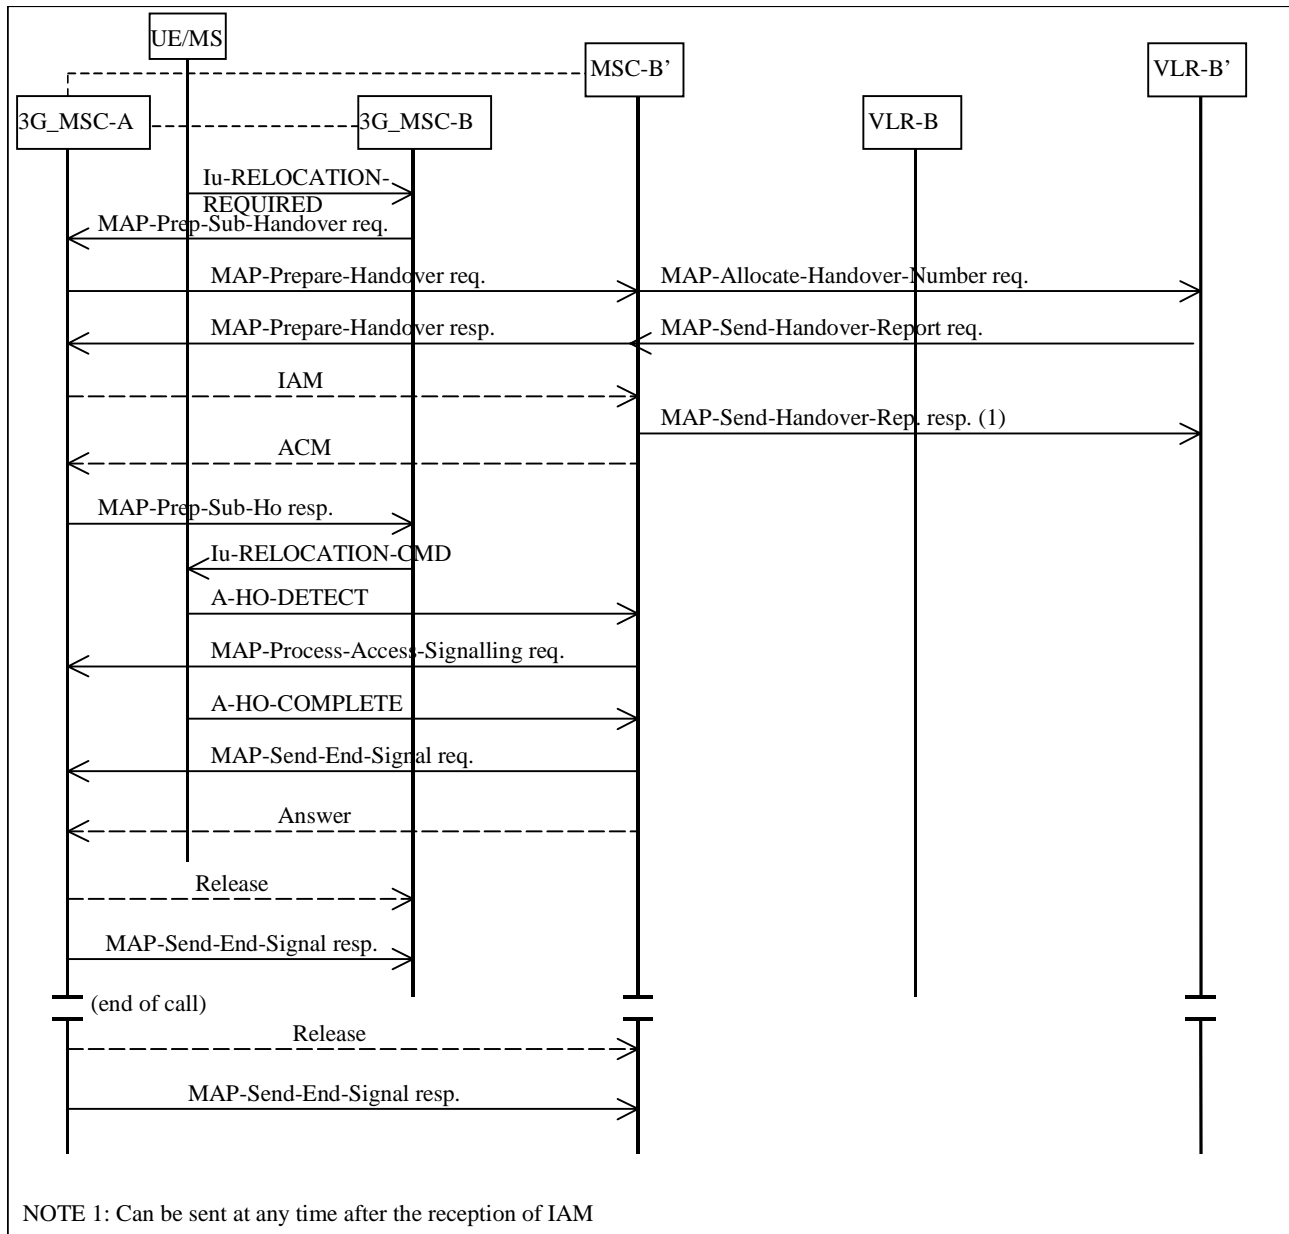 UE/MS
MSC-B’
VLR-B’
3G_MSC-A
3G_MSC-B
VLR-B
Iu-RELOCATION-
REQUIRED
MAP-Prep-Sub-Handover req.
MAP-Prepare-Handover req.
MAP-Allocate-Handover-Number req.
MAP-Prepare-Handover resp.
MAP-Send-Handover-Report req.
IAM
MAP-Send-Handover-Rep. resp. (1)
ACM
MAP-Prep-Sub-Ho resp.
Iu-RELOCATION-CMD
A-HO-DETECT
MAP-Process-Access-Signalling req.
A-HO-COMPLETE
MAP-Send-End-Signal req.
Answer
Release
MAP-Send-End-Signal resp.
(end of call)
Release
MAP-Send-End-Signal resp.
NOTE 1: Can be sent at any time after the reception of IAM